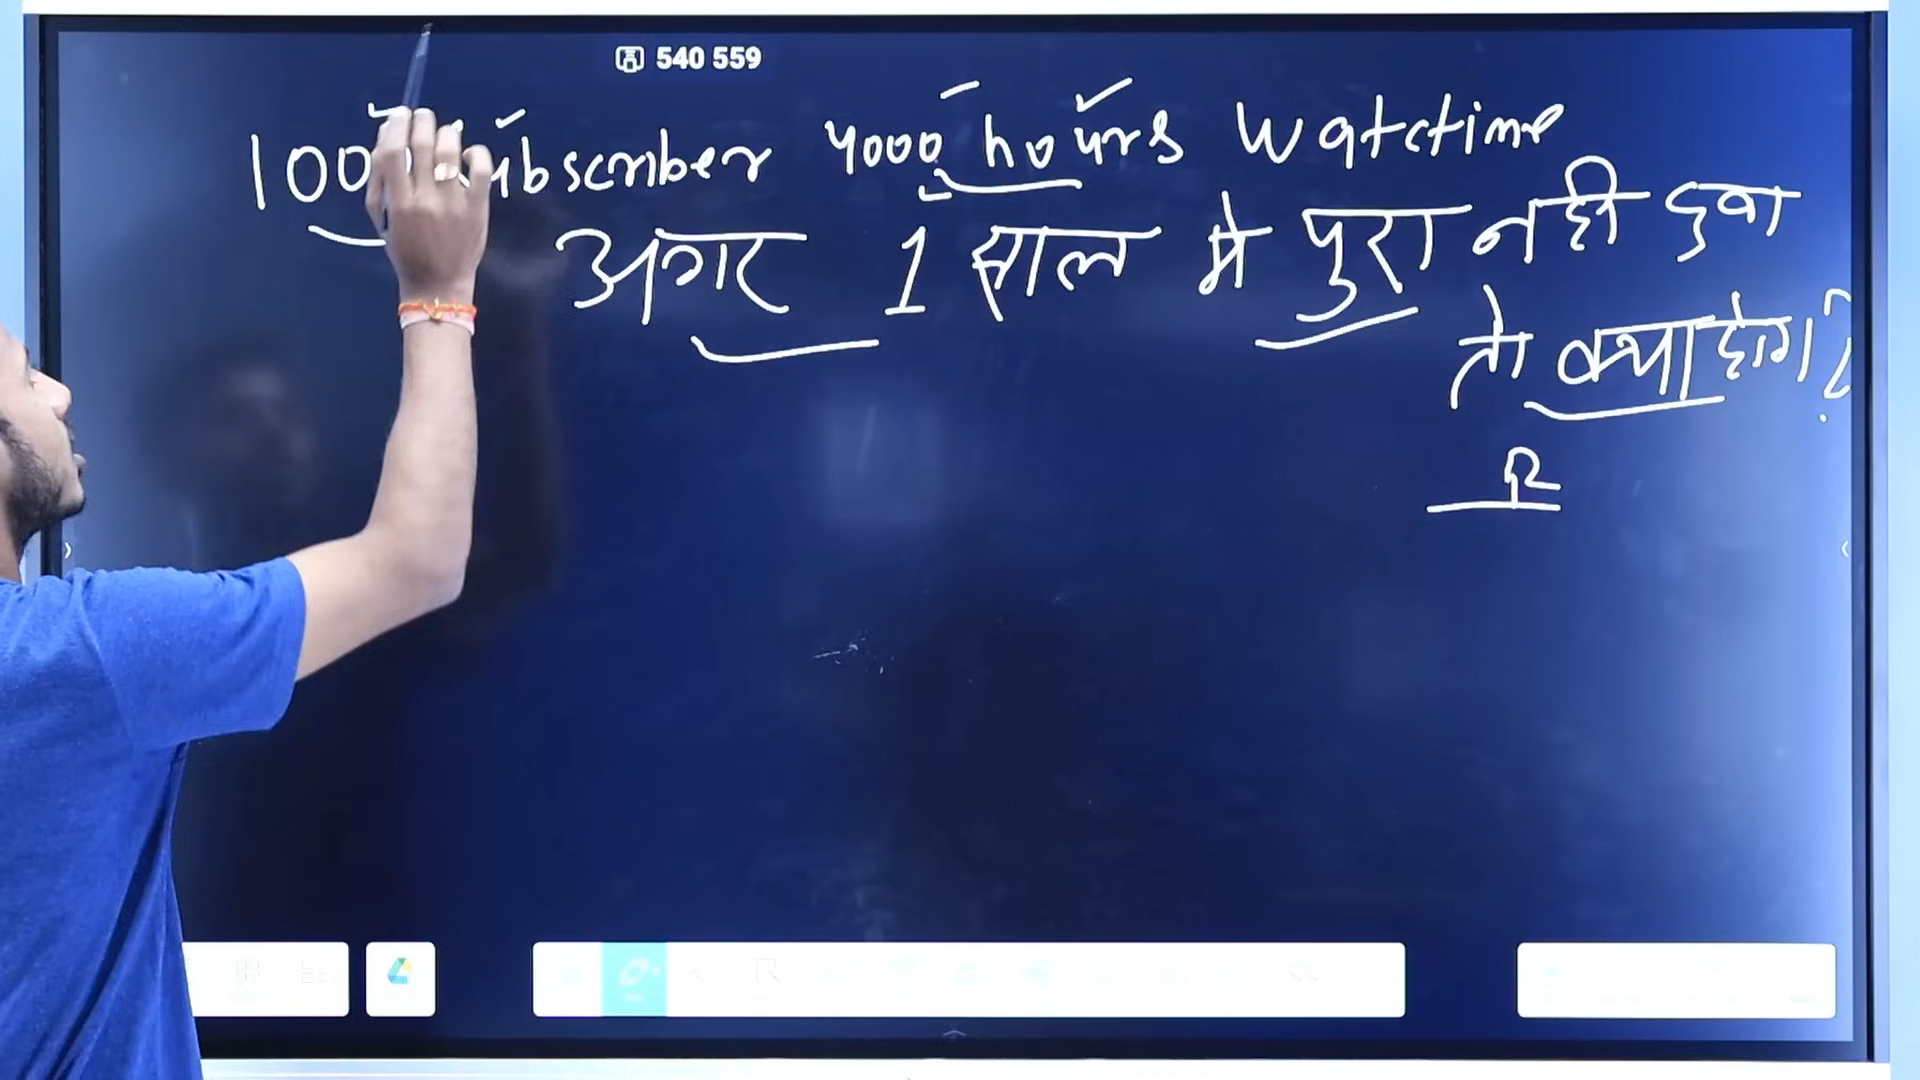 540 559
1000 Subscriber 4000 hours Watctime
अगर 1 साल मे पुरा नही हुवा
तो क्या होगा?